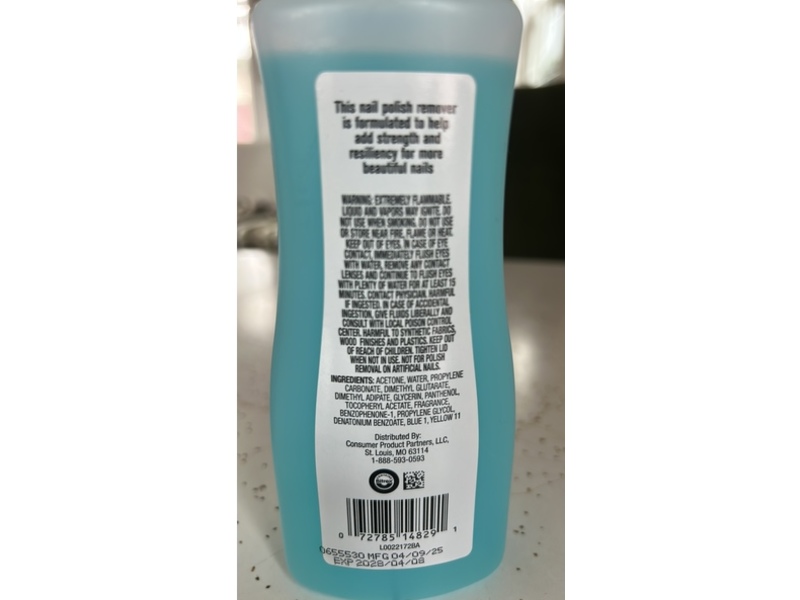 This nail polish remover
is formulated to help
add strength and
resiliency for more
beautiful nails
WARNING: EXTREMELY FLAMMABLE.
LIQUID AND VAPORS MAY IGNITE. DO
NOT USE WHEN SMOKING. DO NOT USE
OR STORE NEAR FIRE, FLAME OR HEAT.
KEEP OUT OF EYES. IN CASE OF EYE
CONTACT, IMMEDIATELY FLUSH EYES
WITH WATER, REMOVE ANY CONTACT
LENSES AND CONTINUE TO FLUSH EYES
WITH PLENTY OF WATER FOR AT LEAST 15
MINUTES. CONTACT PHYSICIAN. HARMFUL
IF INGESTED. IN CASE OF ACCIDENTAL
INGESTION, GIVE FLUIDS LIBERALLY AND
CONSULT WITH LOCAL POISON CONTROL
CENTER. HARMFUL TO SYNTHETIC FABRICS,
WOOD FINISHES AND PLASTICS. KEEP OUT
OF REACH OF CHILDREN. TIGHTEN LID
WHEN NOT IN USE. NOT FOR POLISH
REMOVAL ON ARTIFICIAL NAILS.
INGREDIENTS: ACETONE, WATER, PROPYLENE
CARBONATE, DIMETHYL GLUTARATE,
DIMETHYL ADIPATE, GLYCERIN, PANTHENOL,
TOCOPHERYL ACETATE, FRAGRANCE,
BENZOPHENONE-1, PROPYLENE GLYCOL,
DENATONIUM BENZOATE, BLUE 1, YELLOW 11
Distributed By:
Consumer Product Partners, LLC,
St. Louis, MO 63114
1-888-593-0593
0 72785 14829 1
L0022172BA
0655530 MFG 04/09/25
EXP 2028/04/08